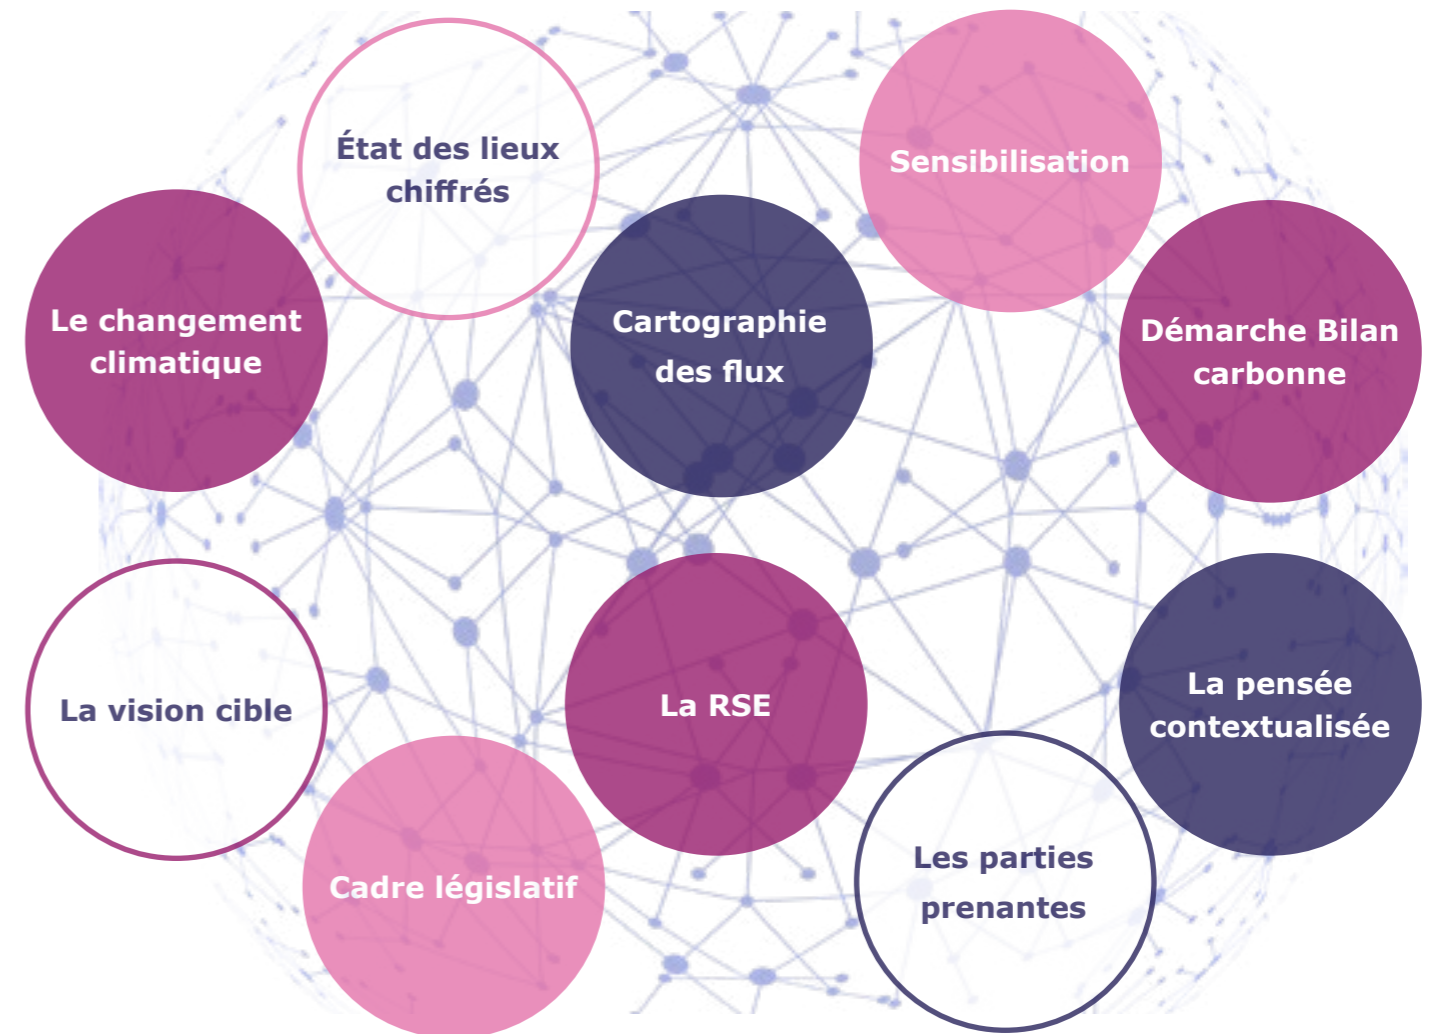 État des lieux
chiffrés
Sensibilisation
Le changement
climatique
Cartographie
des flux
Démarche Bilan
carbonne
La vision cible
La RSE
La pensée
contextualisée
Cadre législatif
Les parties
prenantes